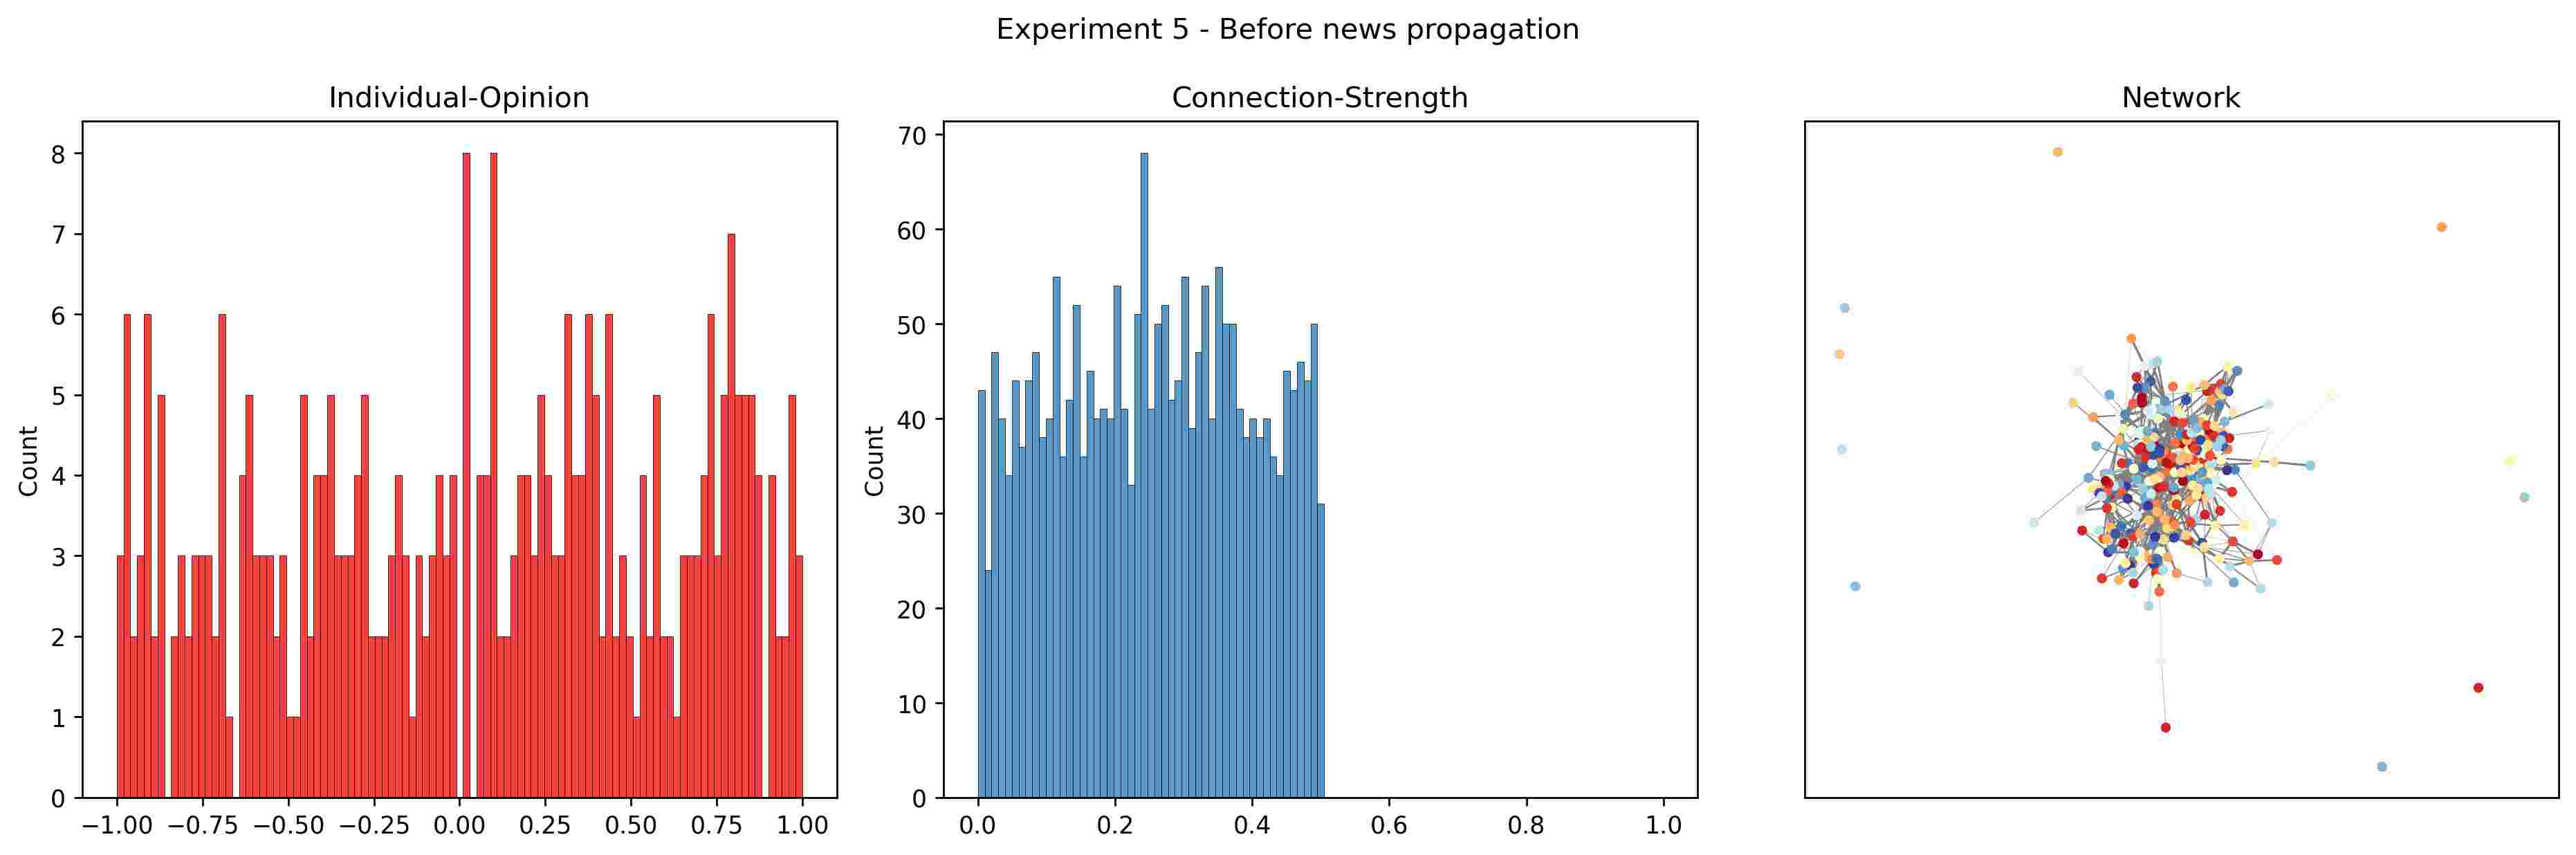 Experiment 5 - Before news propagation
Individual-Opinion
Count
8
7
6
5
4
3
2
1
0
−1.00 −0.75 −0.50 −0.25 0.00 0.25 0.50 0.75 1.00
Connection-Strength
Count
70
60
50
40
30
20
10
0
0.0 0.2 0.4 0.6 0.8 1.0
Network